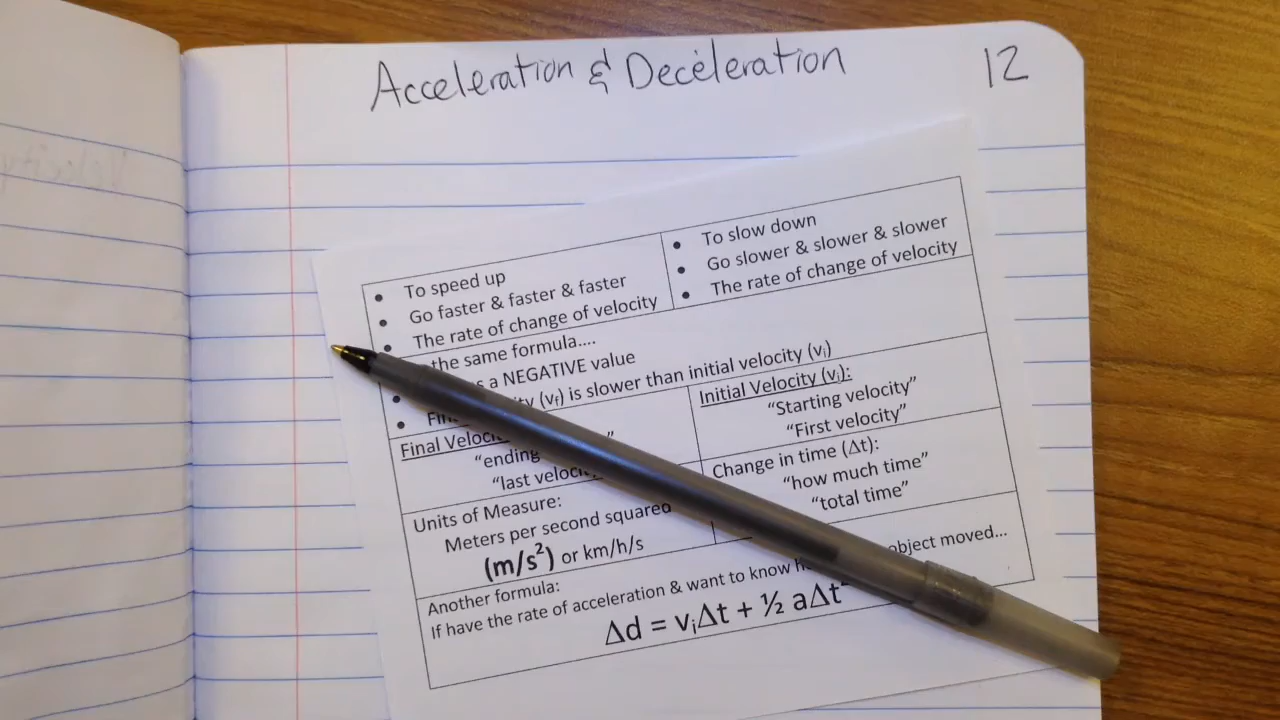 Acceleration & Deceleration
12
Velocity
• To speed up
• Go faster & faster & faster
• The rate of change of velocity
• To slow down
• Go slower & slower & slower
• The rate of change of velocity
the same formula....
a NEGATIVE value
(vf) is slower than initial velocity (vi)
Final
"ending
"last
Initial Velocity (vi):
"Starting velocity"
"First velocity"
Units of Measure:
Meters per second squared
(m/s²) or km/h/s
Change in time (Δt):
"how much time"
"total time"
Another formula:
If have the rate of acceleration & want to know object moved...
Δd = viΔt + ½ aΔt